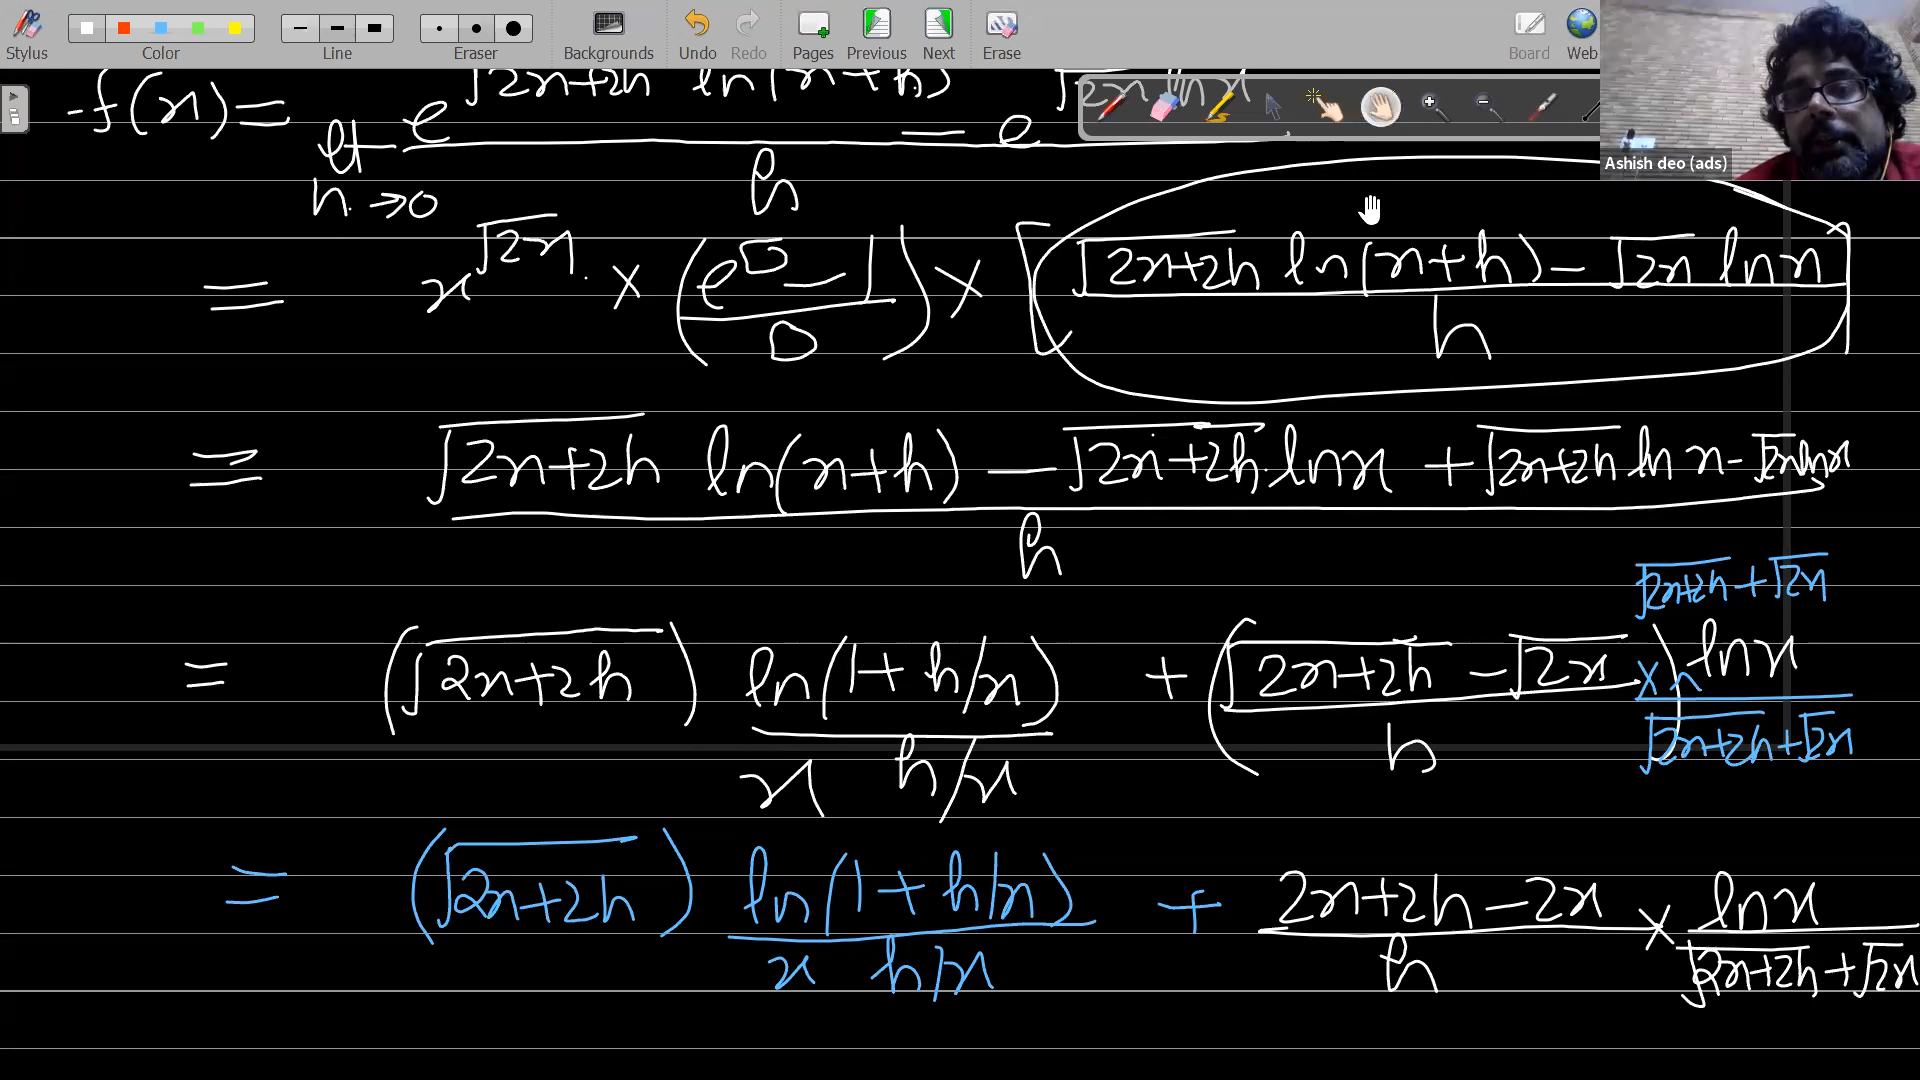 Stylus Color Line Eraser Backgrounds Undo Redo Pages Previous Next Erase Board Web
Ashish deo (ads)
f(x) = lt h→0 (e^(√(2x+2h) ln(x+h)) − e^(√2x ln x)) / h
= x^√2x × ((e^□ − 1) / □) × [(√(2x+2h) ln(x+h) − √2x ln x) / h]
= (√(2x+2h) ln(x+h) − √(2x+2h) ln x + √(2x+2h) ln x − √2x ln x) / h
= (√(2x+2h)) ln(1+h/x) / (x h/x) + ((√(2x+2h) − √2x) / h) ln x × (√(2x+2h) + √2x) / (√(2x+2h) + √2x)
= (√(2x+2h)) ln(1+h/x) / (x h/x) + (2x+2h−2x) / h × ln x / (√(2x+2h) + √2x)